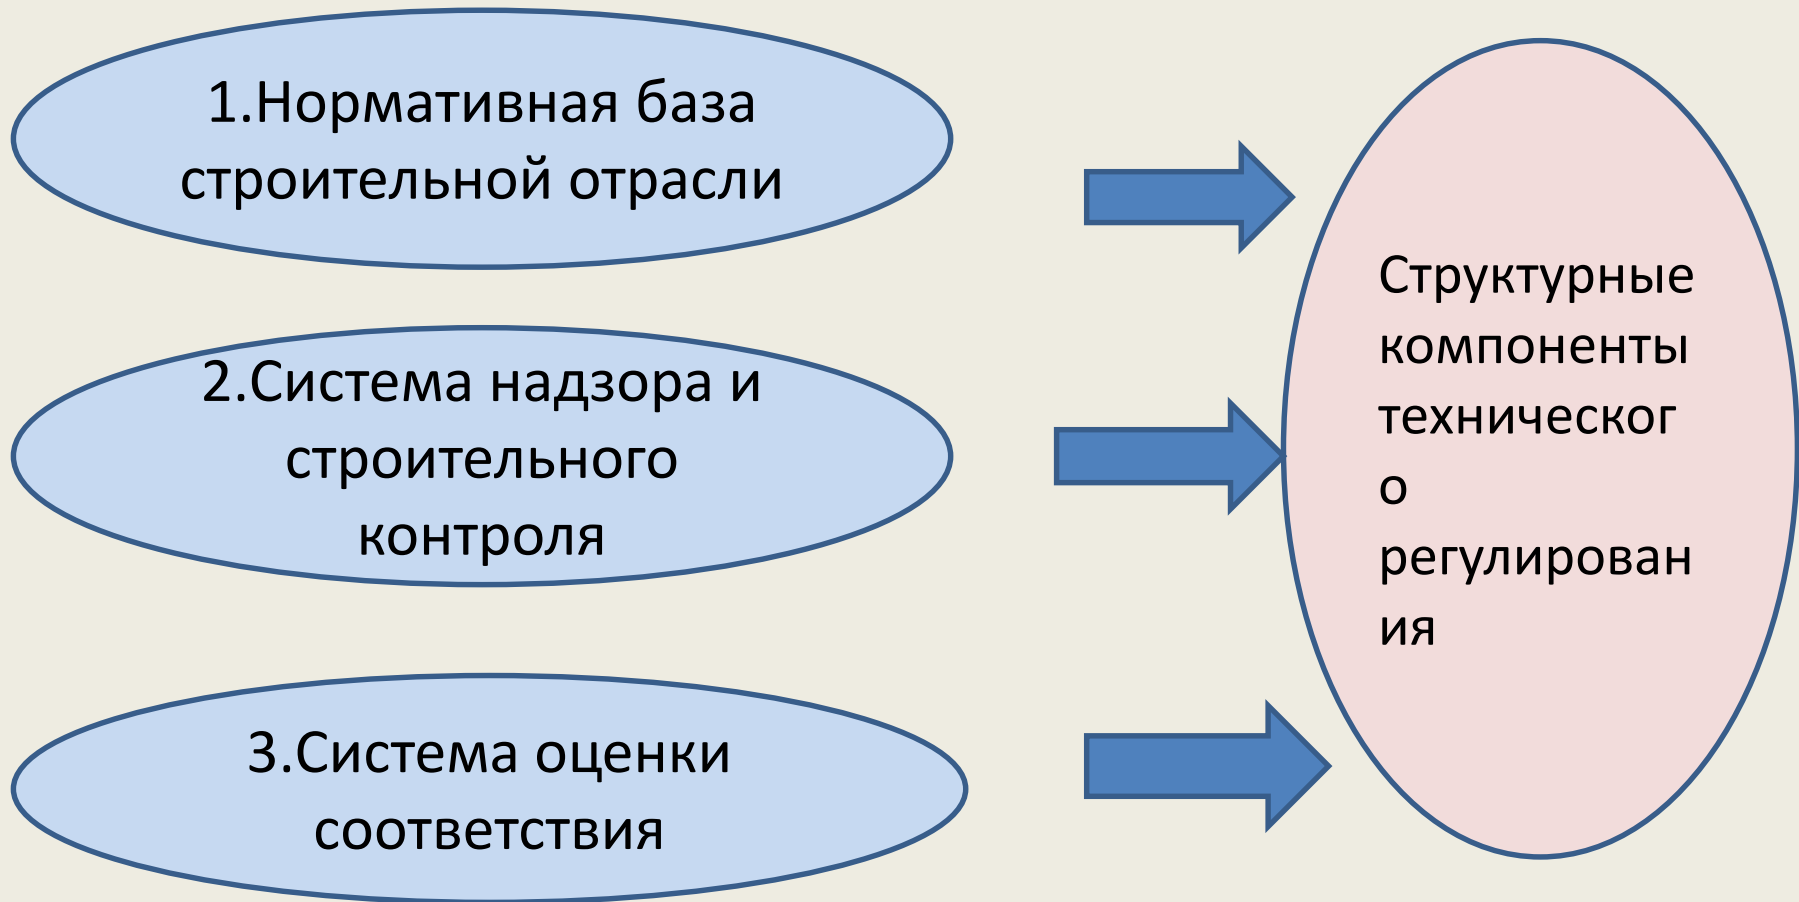 1.Нормативная база
строительной отрасли
2.Система надзора и
строительного
контроля
3.Система оценки
соответствия
Структурные
компоненты
техническог
о
регулирован
ия